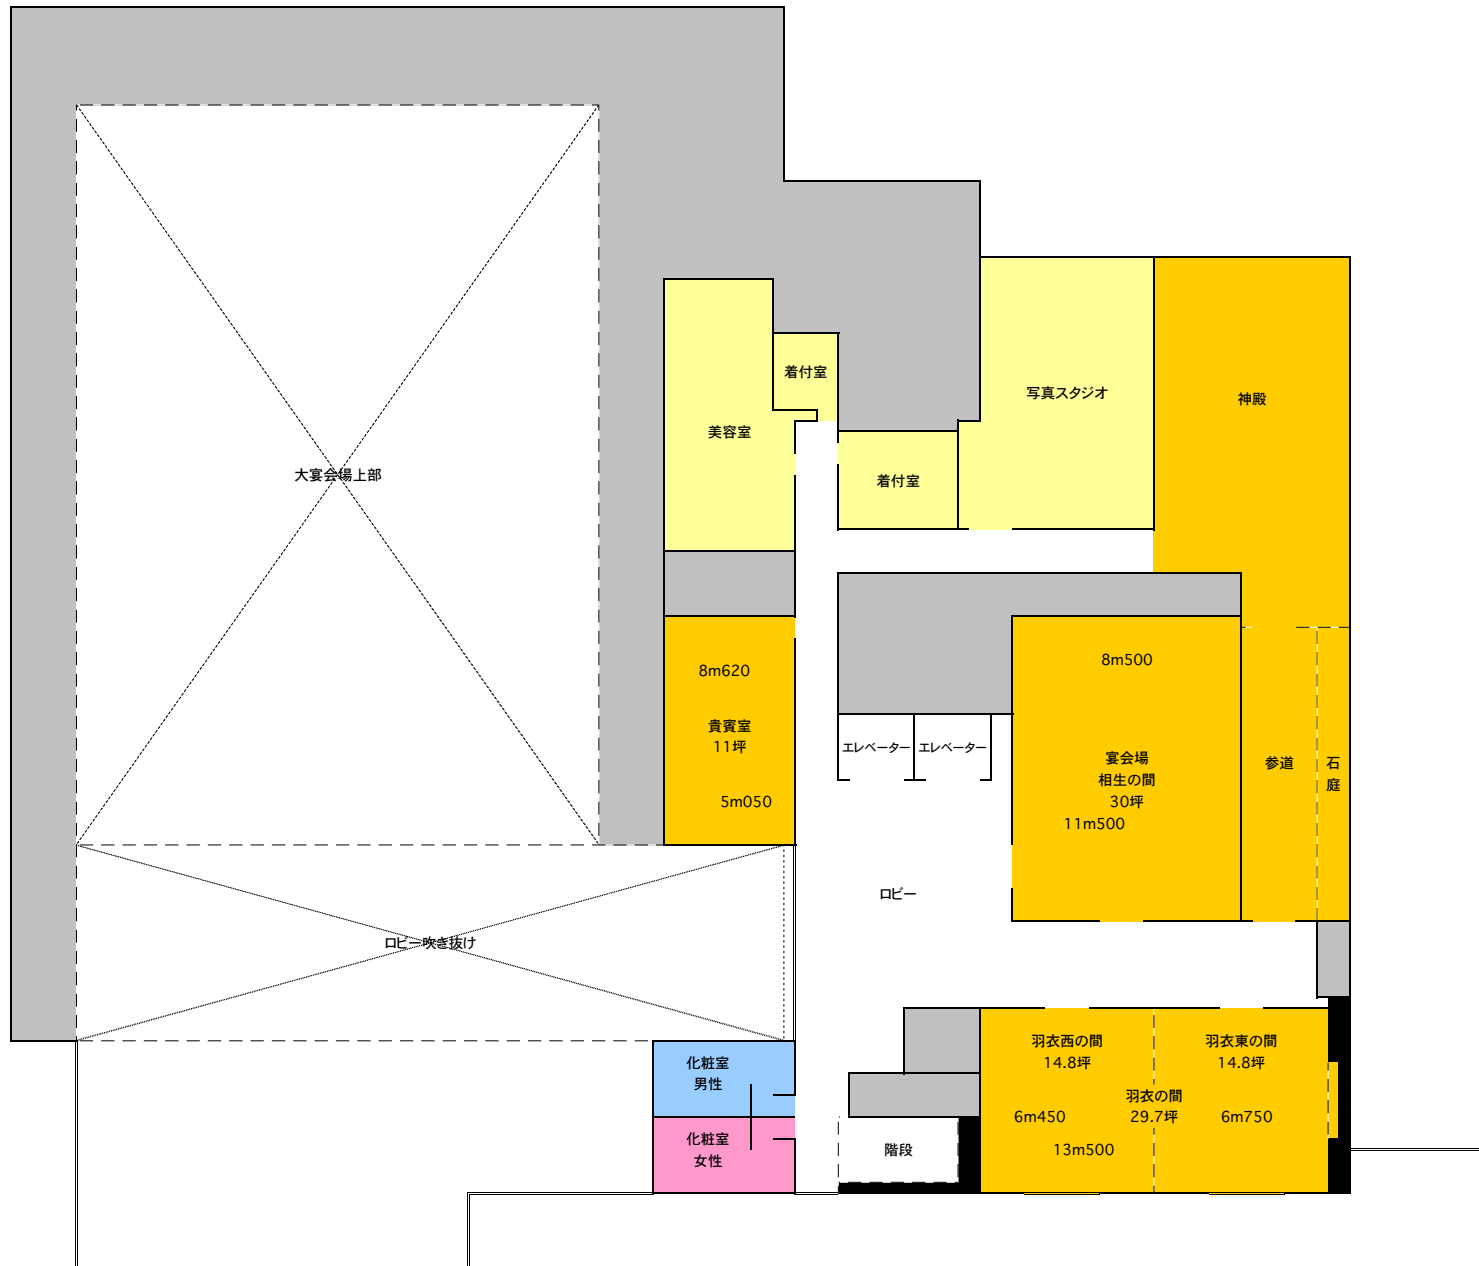 着付室
写真スタジオ
神殿
美容室
大宴会場上部
着付室
8m620
貴賓室
11坪
5m050
8m500
エレベーター
エレベーター
宴会場
相生の間
30坪
11m500
参道
石
庭
ロビー
ロビー吹き抜け
化粧室
男性
化粧室
女性
階段
羽衣西の間
14.8坪
羽衣東の間
14.8坪
羽衣の間
29.7坪
6m450
6m750
13m500